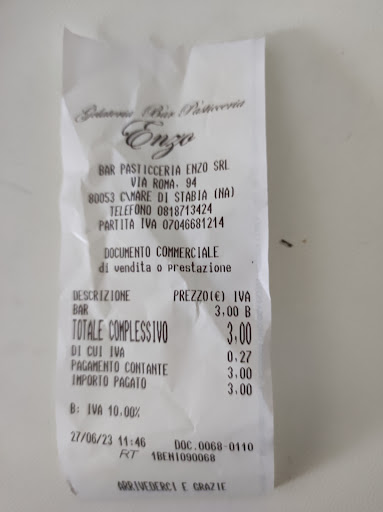 Gelateria Bar Pasticceria
Enzo
BAR PASTICCERIA ENZO SRL
VIA ROMA, 94
80053 C\MARE DI STABIA (NA)
TELEFONO 0818713424
PARTITA IVA 07046681214
DOCUMENTO COMMERCIALE
di vendita o prestazione
DESCRIZIONE PREZZO(€) IVA
BAR 3,00 B
TOTALE COMPLESSIVO 3,00
DI CUI IVA 0,27
PAGAMENTO CONTANTE 3,00
IMPORTO PAGATO 3,00
B: IVA 10,00%
27/06/23 11:46 DOC.0068-0110
RT 1BEMI090068
ARRIVEDERCI E GRAZIE